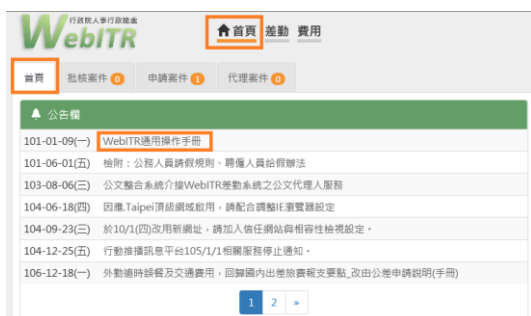 行政院人事行政總處
WebITR
首頁 差勤 費用
首頁 批核案件 0 申請案件 1 代理案件 0
公告欄
101-01-09(一) WebITR通用操作手冊
101-06-01(五) 檢附：公務人員請假規則、聘僱人員給假辦法
103-08-06(三) 公文整合系統介接WebITR差勤系統之公文代理人服務
104-06-18(四) 因應.Taipei頂級網域啟用，請配合調整IE瀏覽器設定
104-09-23(三) 於10/1(四)改用新網址，請加入信任網站與相容性檢視設定。
104-12-25(五) 行動推播訊息平台105/1/1相關服務停止通知。
106-12-18(一) 外勤逾時誤餐及交通費用，回歸國內出差旅費報支要點_改由公差申請說明(手冊)
1 2 »